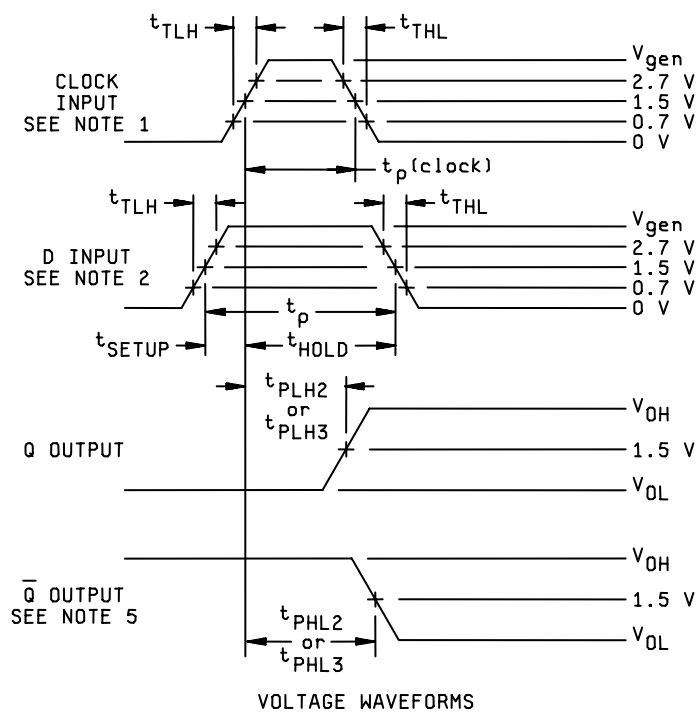 tTLH
tTHL
CLOCK
INPUT
SEE NOTE 1
Vgen
2.7 V
1.5 V
0.7 V
0 V
tp(clock)
tTLH
tTHL
D INPUT
SEE NOTE 2
Vgen
2.7 V
1.5 V
0.7 V
0 V
tp
tSETUP
tHOLD
tPLH2
or
tPLH3
Q OUTPUT
VOH
1.5 V
VOL
Q̅ OUTPUT
SEE NOTE 5
VOH
1.5 V
VOL
tPHL2
or
tPHL3
VOLTAGE WAVEFORMS